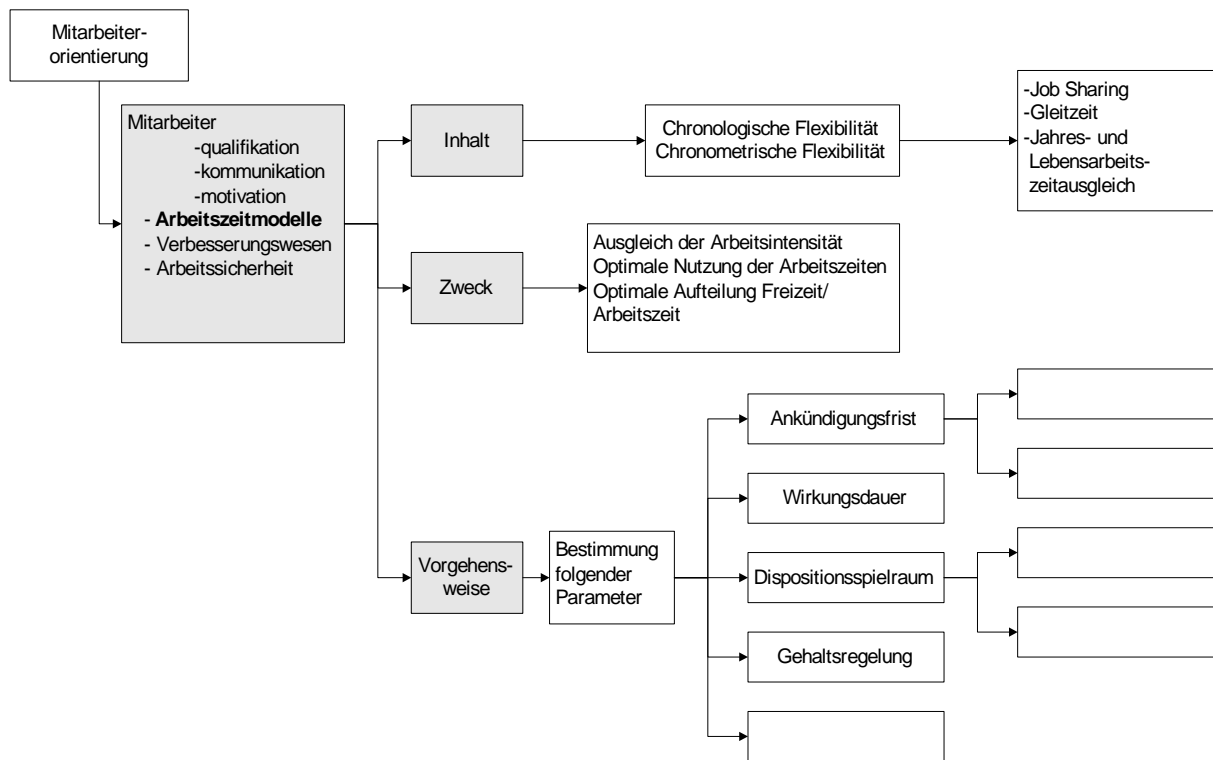 Mitarbeiter-
orientierung
Mitarbeiter
-qualifikation
-kommunikation
-motivation
- Arbeitszeitmodelle
- Verbesserungswesen
- Arbeitssicherheit
Inhalt
Chronologische Flexibilität
Chronometrische Flexibilität
-Job Sharing
-Gleitzeit
-Jahres- und
Lebensarbeits-
zeitausgleich
Zweck
Ausgleich der Arbeitsintensität
Optimale Nutzung der Arbeitszeiten
Optimale Aufteilung Freizeit/
Arbeitszeit
Vorgehens-
weise
Bestimmung
folgender
Parameter
Ankündigungsfrist
Wirkungsdauer
Dispositionsspielraum
Gehaltsregelung